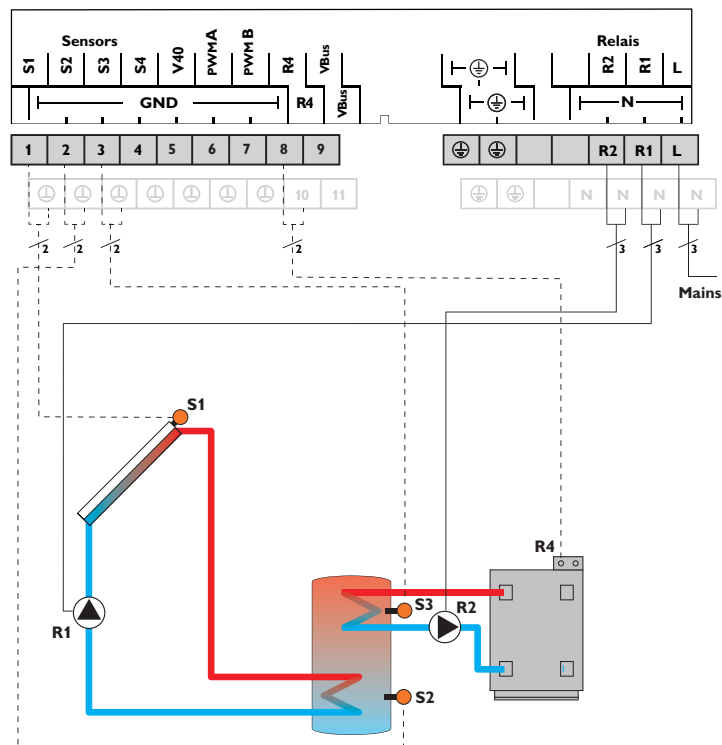 Sensors
Relais
S1 S2 S3 S4 V40 PWMA PWM B R4 VBus
R2 R1 L
GND R4 VBus
N
1 2 3 4 5 6 7 8 9
R2 R1 L
10 11
N N N N
2 2 2 2
3 3 3
Mains
S1
R4
S3
R2
R1
S2